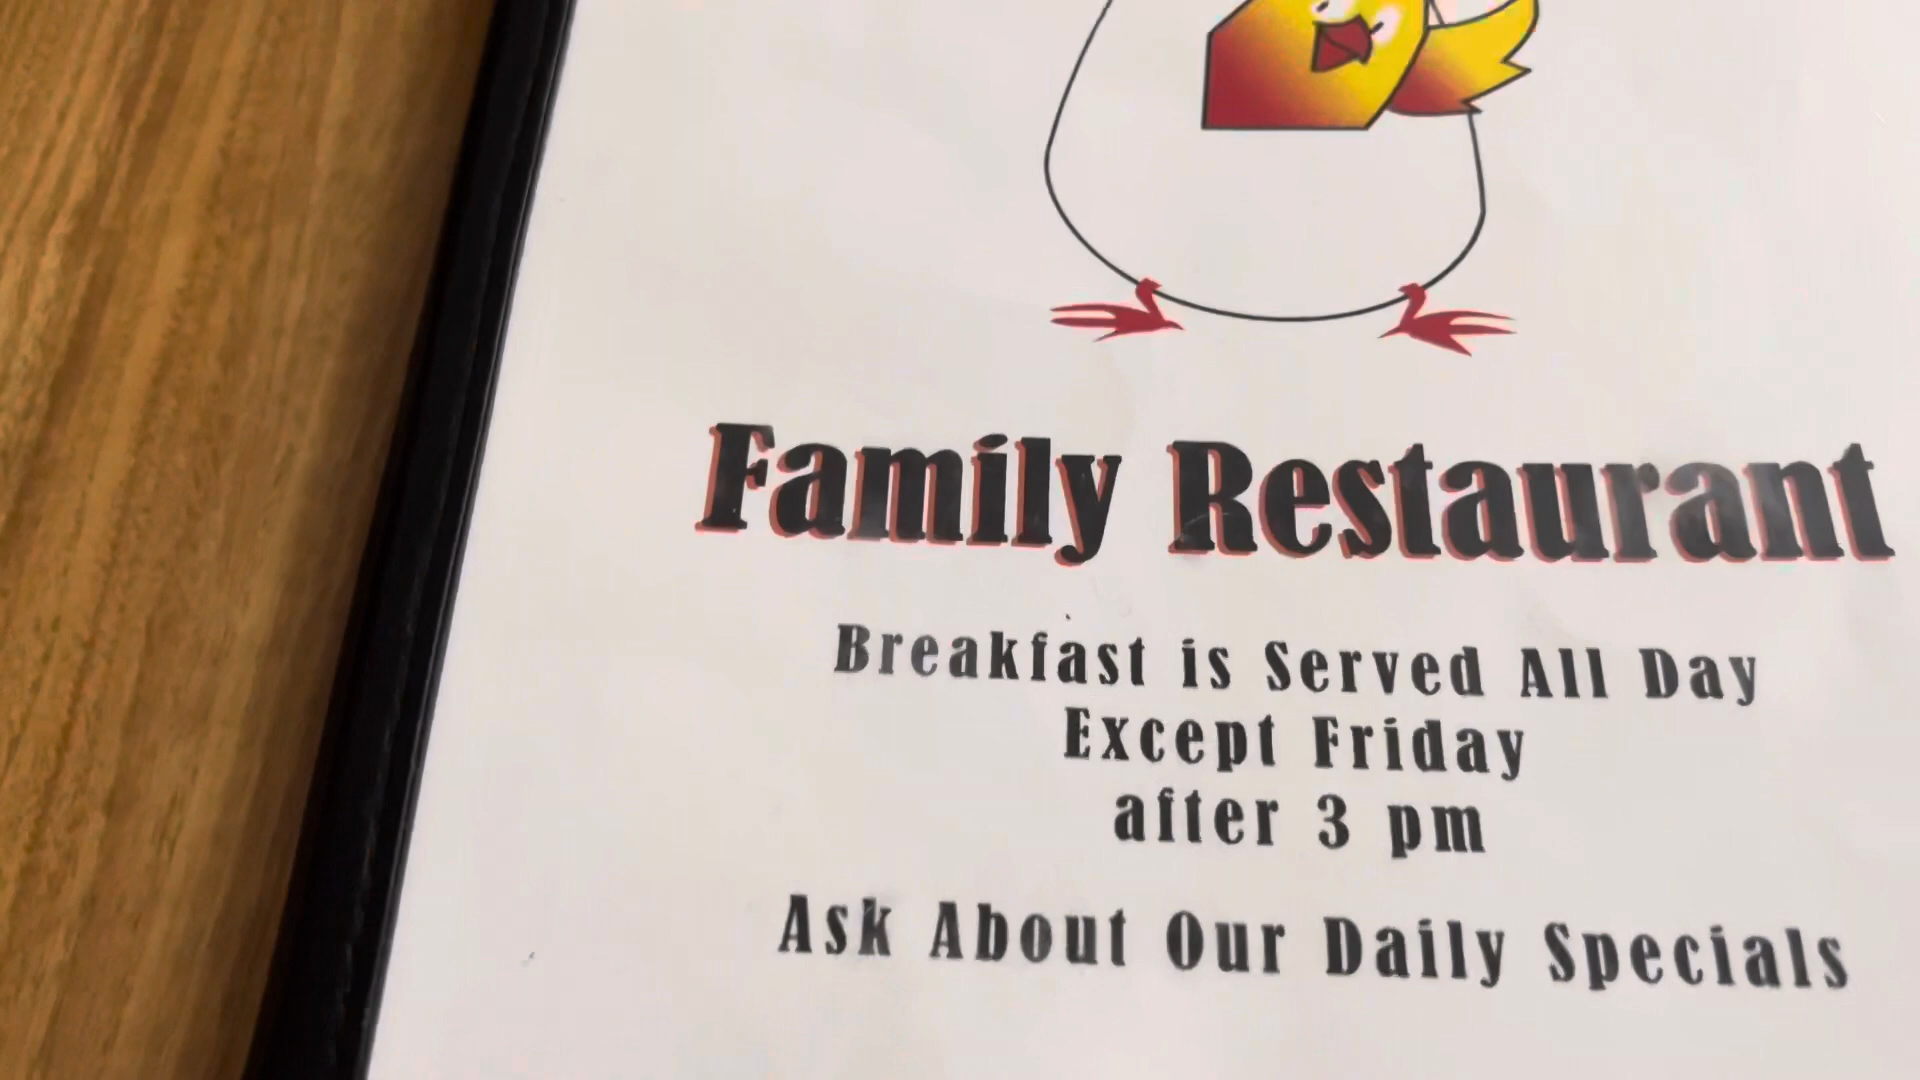 Family Restaurant
Breakfast is Served All Day
Except Friday
after 3 pm
Ask About Our Daily Specials